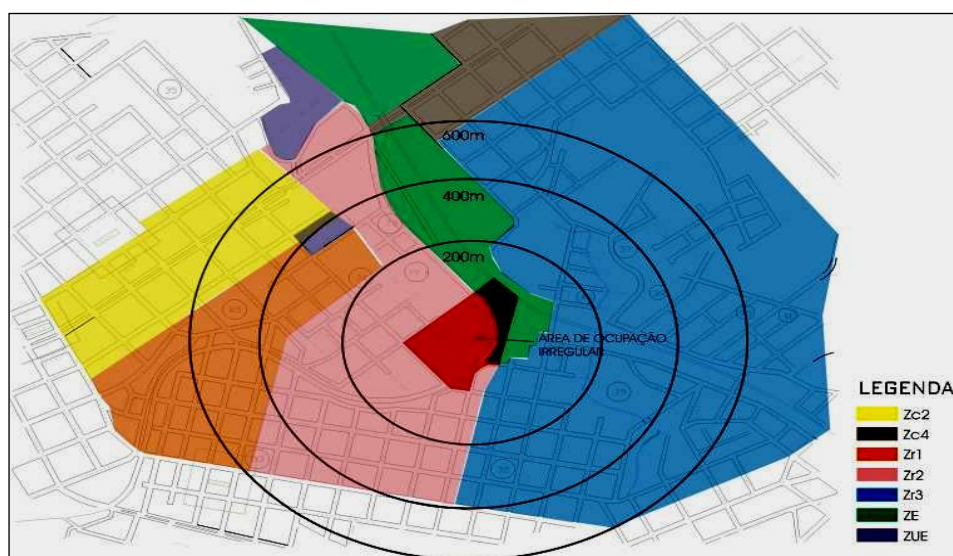 600m
400m
200m
ÁREA DE OCUPAÇÃO
IRREGULAR
LEGENDA
Zc2
Zc4
Zr1
Zr2
Zr3
ZE
ZUE